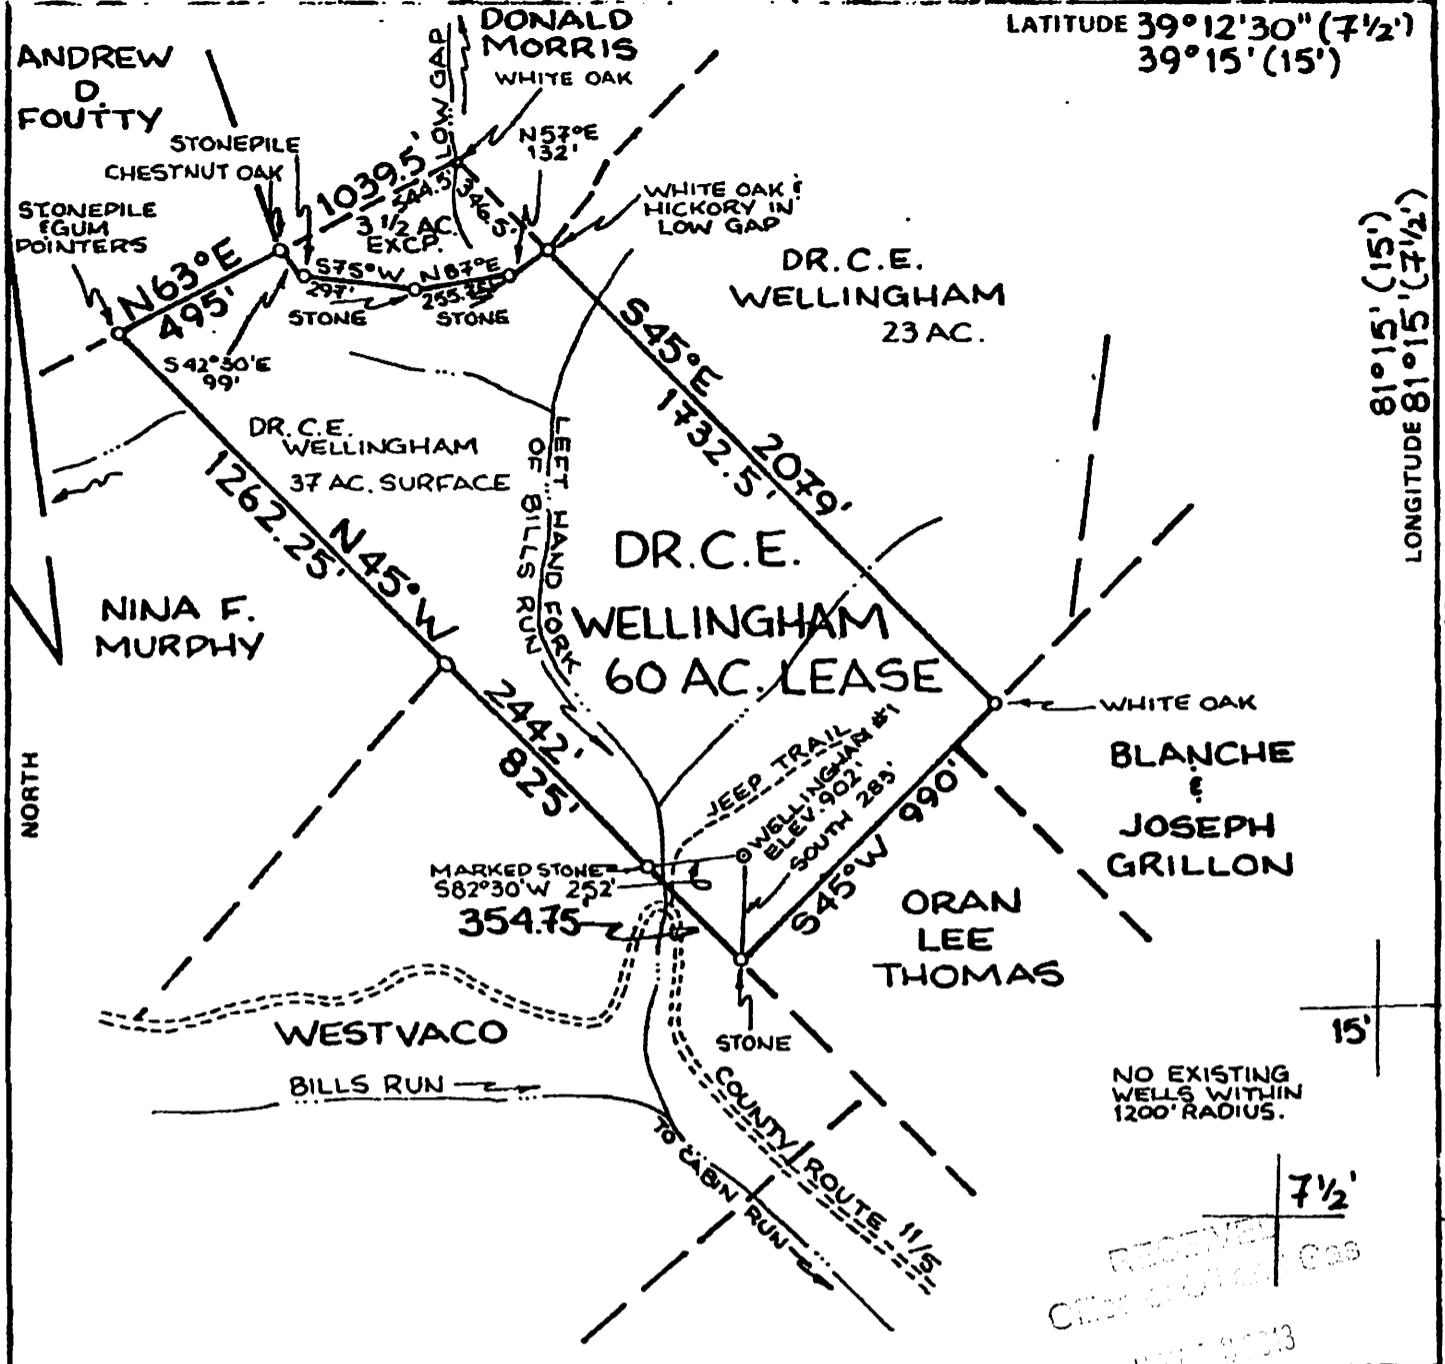 LATITUDE 39°12'30" (7½')
39°15' (15')
81°15' (15')
LONGITUDE 81°15' (7½')
DONALD
MORRIS
WHITE OAK
LOW GAP
ANDREW
D.
FOUTTY
STONEPILE
CHESTNUT OAK
STONEPILE
& GUM
POINTERS
N63°E
495'
1039.5'
544.5'
3 1/2 AC.
EXCP.
346.5'
N57°E
132'
WHITE OAK &
HICKORY IN
LOW GAP
S75°W
297'
N87°E
255.75'
STONE
STONE
S42°30'E
99'
DR. C. E.
WELLINGHAM
23 AC.
S45°E
1732.5'
2079'
DR. C. E.
WELLINGHAM
37 AC. SURFACE
LEFT HAND FORK
OF BILLS RUN
1262.25'
N45°W
DR. C. E.
WELLINGHAM
60 AC. LEASE
NINA F.
MURPHY
NORTH
2442'
825'
JEEP TRAIL
WELLINGHAM #1
ELEV. 902'
SOUTH 283'
S45°W 990'
WHITE OAK
BLANCHE
&
JOSEPH
GRILLON
MARKED STONE
S82°30'W 252'
354.75'
ORAN
LEE
THOMAS
STONE
WESTVACO
BILLS RUN
TO CABIN RUN
COUNTY ROUTE 11/5
15'
NO EXISTING
WELLS WITHIN
1200' RADIUS.
7½'
RECEIVED
Gas